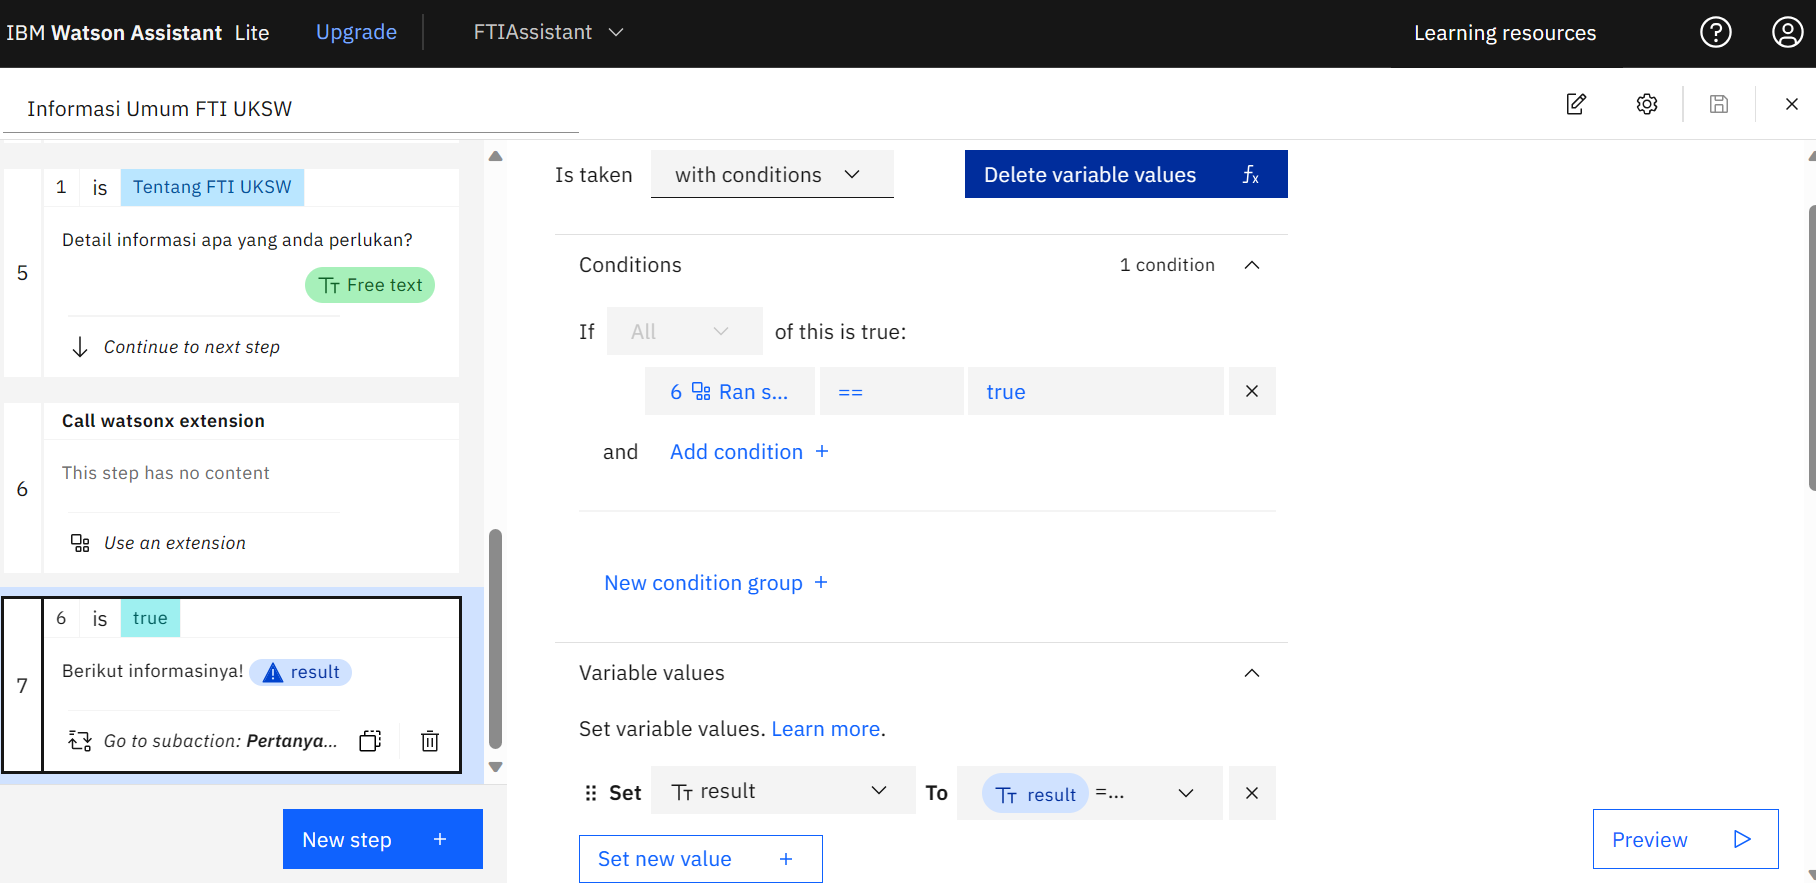 IBM Watson Assistant Lite Upgrade FTIAssistant Learning resources
Informasi Umum FTI UKSW
1 is Tentang FTI UKSW
5
Detail informasi apa yang anda perlukan?
Free text
Continue to next step
6
Call watsonx extension
This step has no content
Use an extension
7
6 is true
Berikut informasinya! result
Go to subaction: Pertanya...
New step +
Is taken with conditions Delete variable values fx
Conditions 1 condition
If All of this is true:
6 Ran s... == true
and Add condition +
New condition group +
Variable values
Set variable values. Learn more.
Set TT result To TT result =...
Set new value +
Preview